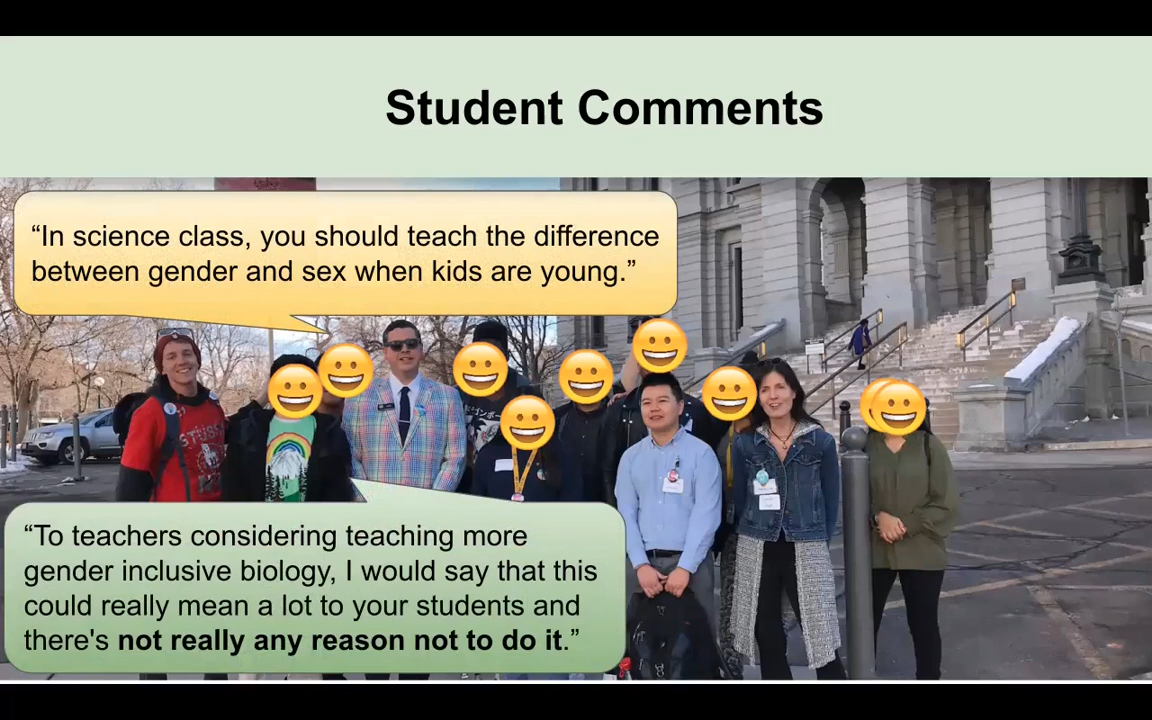 Student Comments
“In science class, you should teach the difference
between gender and sex when kids are young.”
“To teachers considering teaching more
gender inclusive biology, I would say that this
could really mean a lot to your students and
there's not really any reason not to do it.”